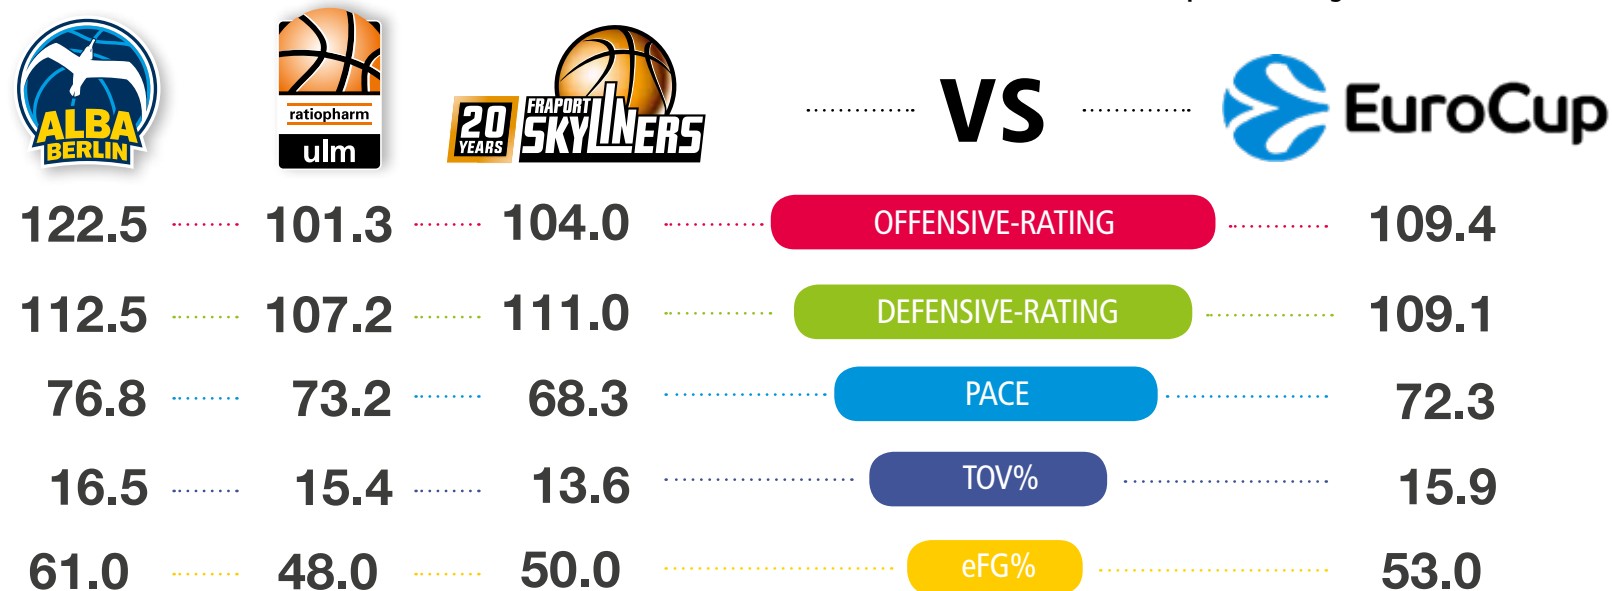 ALBA
BERLIN
ratiopharm
ulm
20
YEARS
FRAPORT
SKYLINERS
VS
EuroCup
122.5 101.3 104.0 OFFENSIVE-RATING 109.4
112.5 107.2 111.0 DEFENSIVE-RATING 109.1
76.8 73.2 68.3 PACE 72.3
16.5 15.4 13.6 TOV% 15.9
61.0 48.0 50.0 eFG% 53.0